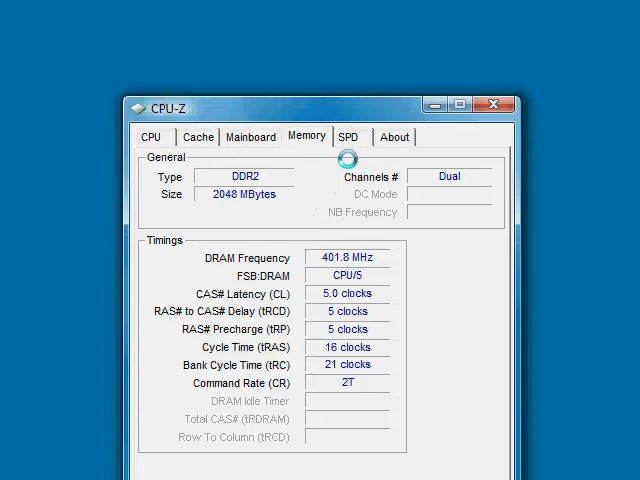 CPU-Z
CPU Cache Mainboard Memory SPD About
General
Type DDR2 Channels # Dual
Size 2048 MBytes DC Mode
NB Frequency
Timings
DRAM Frequency 401.8 MHz
FSB:DRAM CPU/5
CAS# Latency (CL) 5.0 clocks
RAS# to CAS# Delay (tRCD) 5 clocks
RAS# Precharge (tRP) 5 clocks
Cycle Time (tRAS) 16 clocks
Bank Cycle Time (tRC) 21 clocks
Command Rate (CR) 2T
DRAM Idle Timer
Total CAS# (tRDRAM)
Row To Column (tRCD)